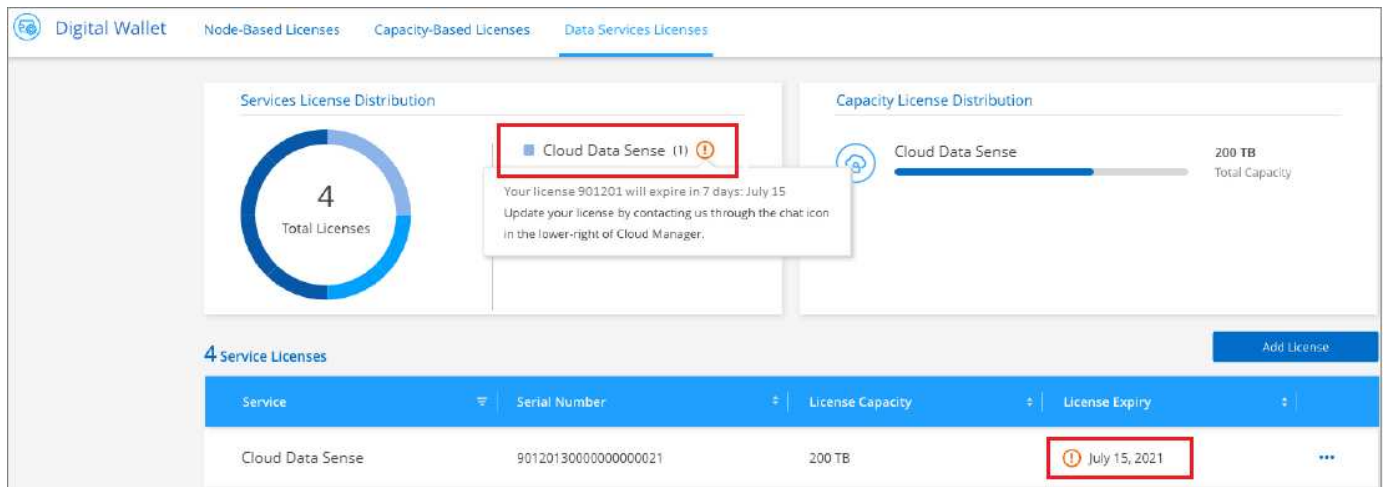 Digital Wallet
Node-Based Licenses
Capacity-Based Licenses
Data Services Licenses
Services License Distribution
4
Total Licenses
Cloud Data Sense (1)
Your license 901201 will expire in 7 days: July 15
Update your license by contacting us through the chat icon
in the lower-right of Cloud Manager.
Capacity License Distribution
Cloud Data Sense
200 TB
Total Capacity
4 Service Licenses
Add License
Service
Serial Number
License Capacity
License Expiry
Cloud Data Sense
90120130000000000021
200 TB
July 15, 2021